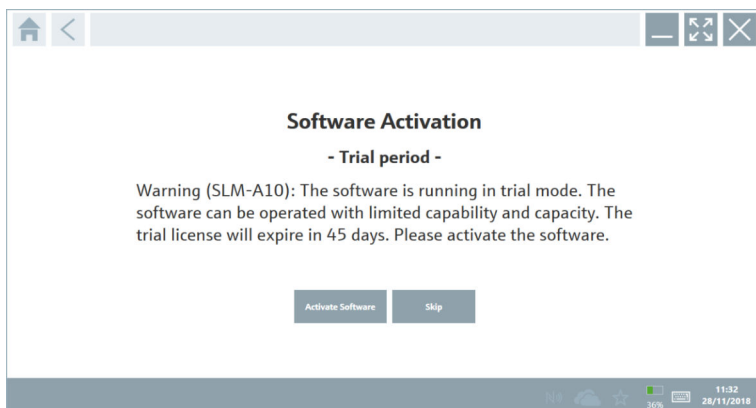 Software Activation
- Trial period -
Warning (SLM-A10): The software is running in trial mode. The
software can be operated with limited capability and capacity. The
trial license will expire in 45 days. Please activate the software.
Activate Software Skip
11:32
36% 28/11/2018